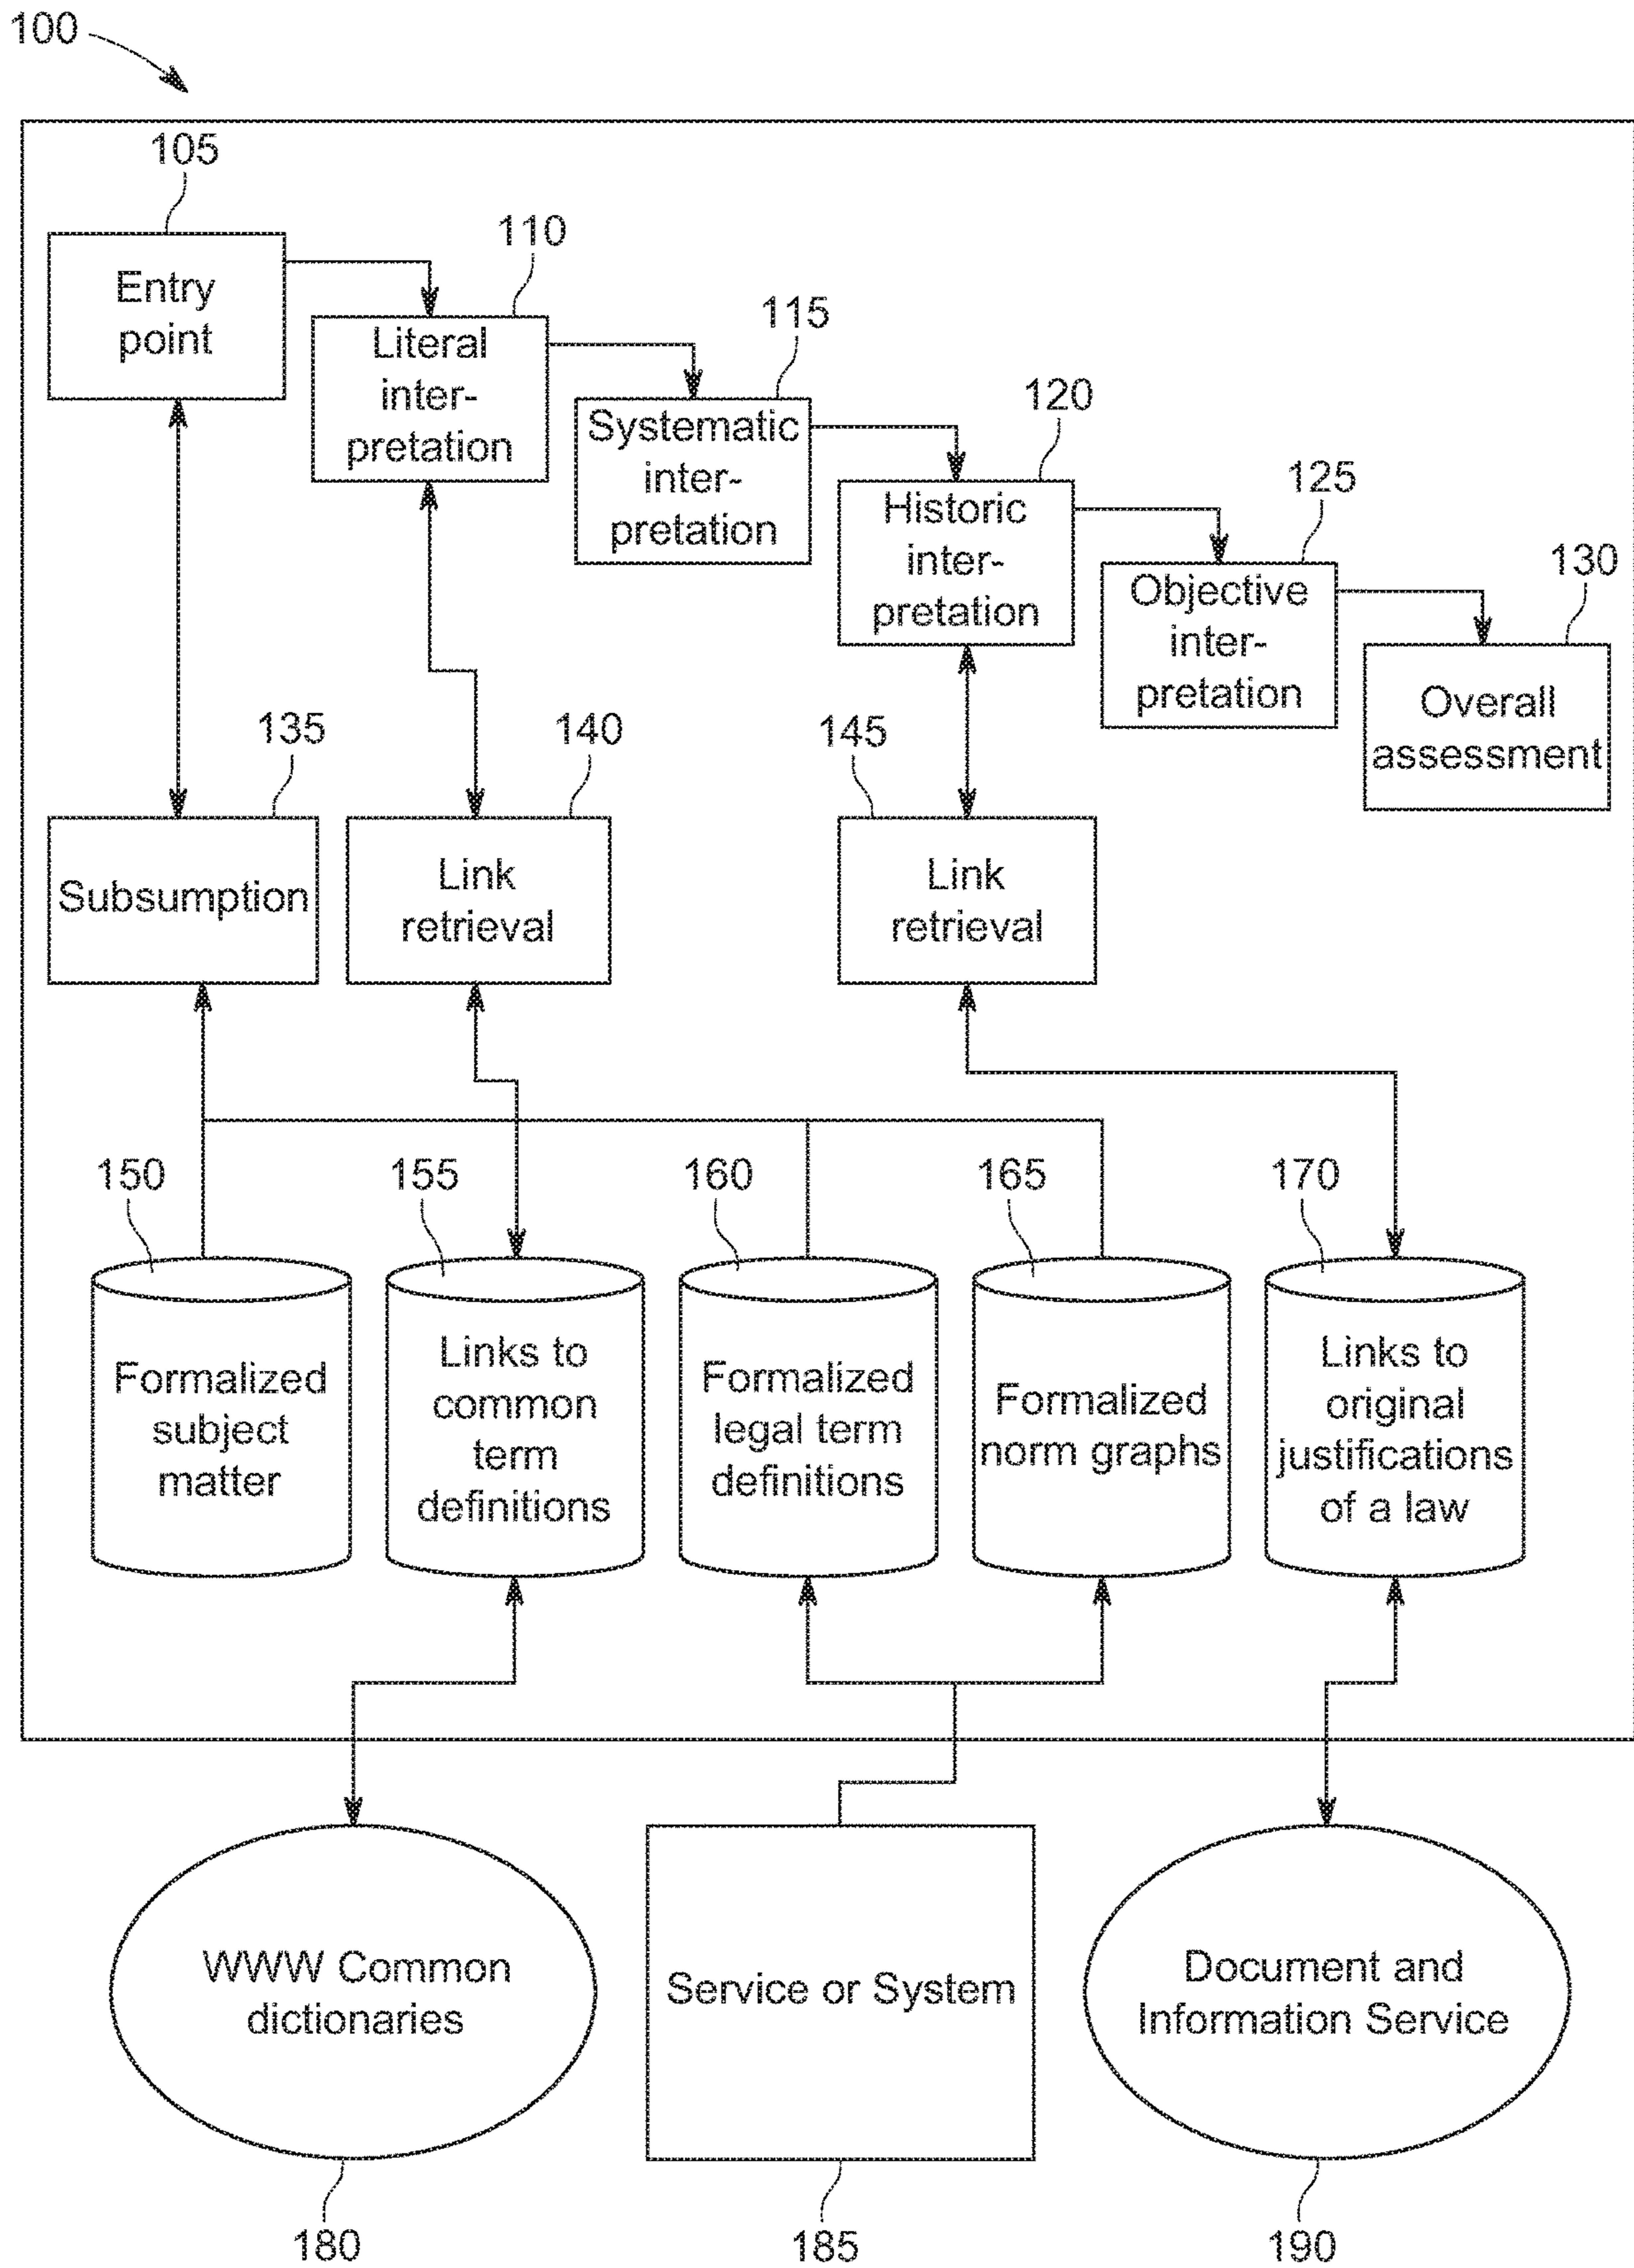 100
105
Entry
point
110
Literal
inter-
pretation
115
Systematic
inter-
pretation
120
Historic
inter-
pretation
125
Objective
inter-
pretation
130
Overall
assessment
135
Subsumption
140
Link
retrieval
145
Link
retrieval
150
Formalized
subject
matter
155
Links to
common
term
definitions
160
Formalized
legal term
definitions
165
Formalized
norm graphs
170
Links to
original
justifications
of a law
WWW Common
dictionaries
180
Service or System
185
Document and
Information Service
190